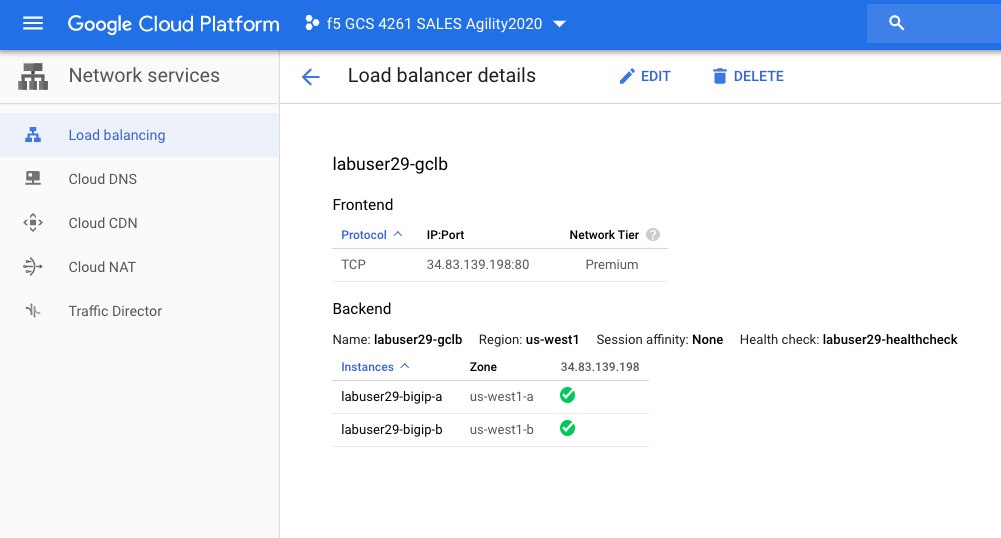 Google Cloud Platform
f5 GCS 4261 SALES Agility2020
Network services
Load balancer details
EDIT
DELETE
Load balancing
Cloud DNS
Cloud CDN
Cloud NAT
Traffic Director
labuser29-gclb
Frontend
Protocol IP:Port Network Tier ?
TCP 34.83.139.198:80 Premium
Backend
Name: labuser29-gclb Region: us-west1 Session affinity: None Health check: labuser29-healthcheck
Instances Zone 34.83.139.198
labuser29-bigip-a us-west1-a
labuser29-bigip-b us-west1-b